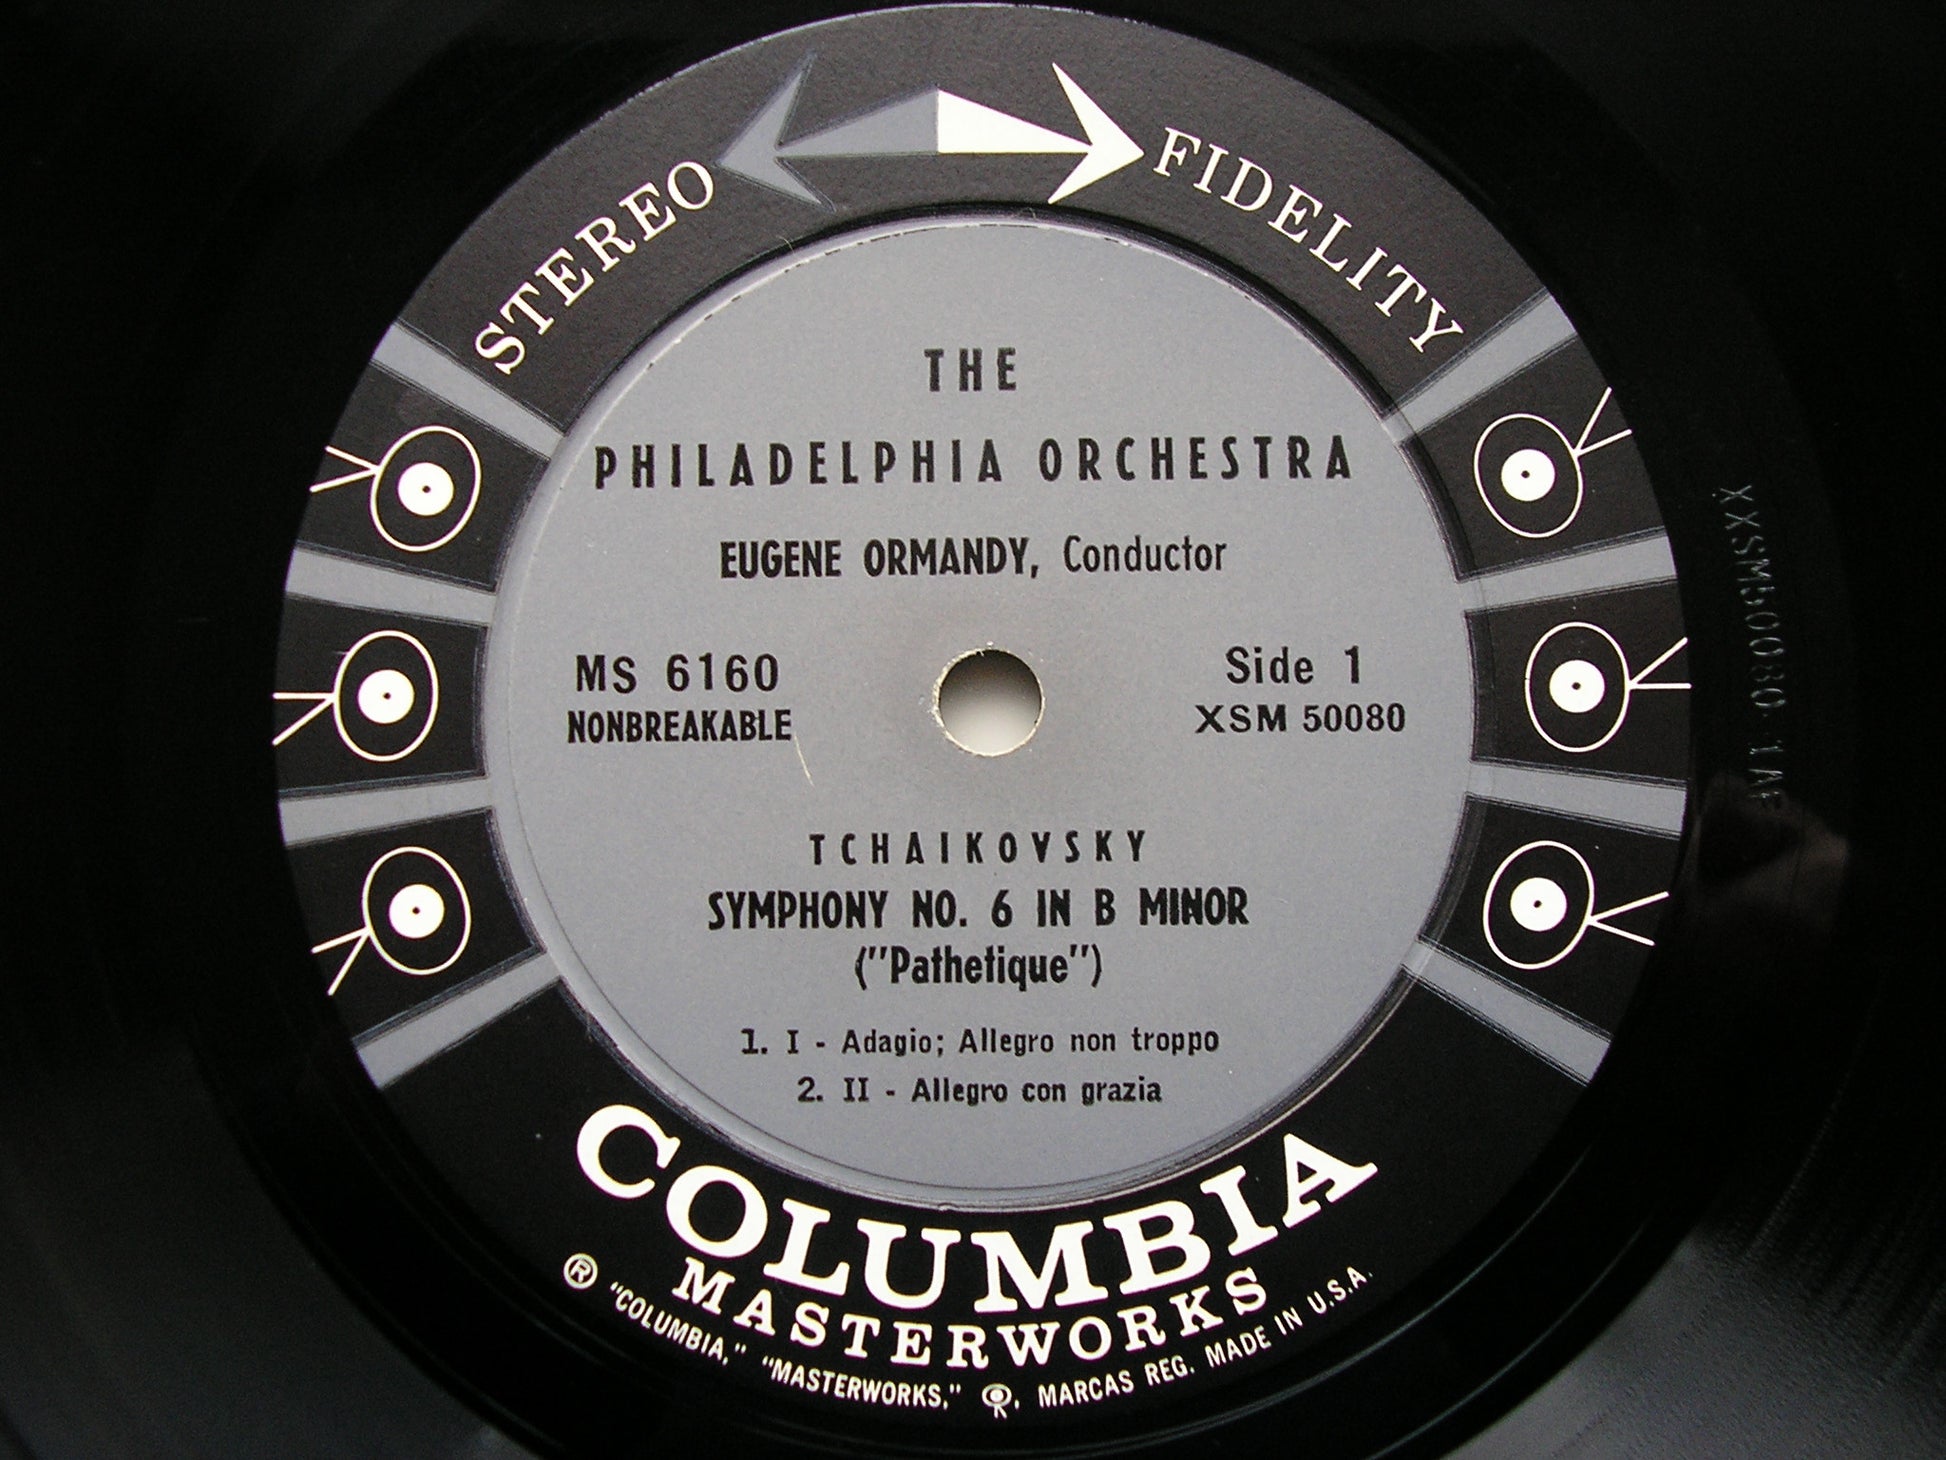 STEREO FIDELITY
THE
PHILADELPHIA ORCHESTRA
EUGENE ORMANDY, Conductor
MS 6160
NONBREAKABLE
Side 1
XSM 50080
TCHAIKOVSKY
SYMPHONY NO. 6 IN B MINOR
("Pathetique")
1. I - Adagio; Allegro non troppo
2. II - Allegro con grazia
COLUMBIA
MASTERWORKS
® "COLUMBIA," "MASTERWORKS," . MARCAS REG. MADE IN U.S.A.